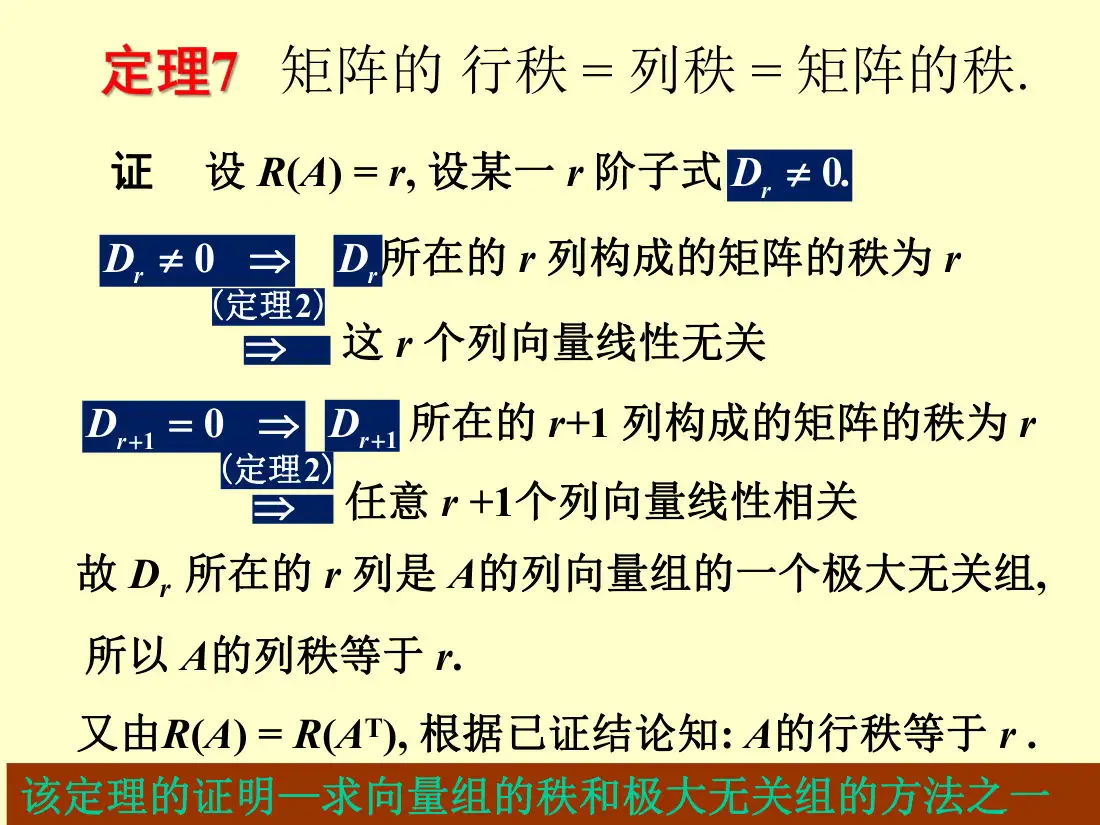 定理7 矩阵的 行秩 = 列秩 = 矩阵的秩.
证 设 R(A) = r, 设某一 r 阶子式 Dᵣ ≠ 0.
Dᵣ ≠ 0 ⇒ Dᵣ所在的 r 列构成的矩阵的秩为 r
(定理2)
⇒ 这 r 个列向量线性无关
Dᵣ₊₁ = 0 ⇒ Dᵣ₊₁ 所在的 r+1 列构成的矩阵的秩为 r
(定理2)
⇒ 任意 r +1个列向量线性相关
故 Dᵣ 所在的 r 列是 A的列向量组的一个极大无关组,
所以 A的列秩等于 r.
又由R(A) = R(Aᵀ), 根据已证结论知: A的行秩等于 r .
该定理的证明—求向量组的秩和极大无关组的方法之一